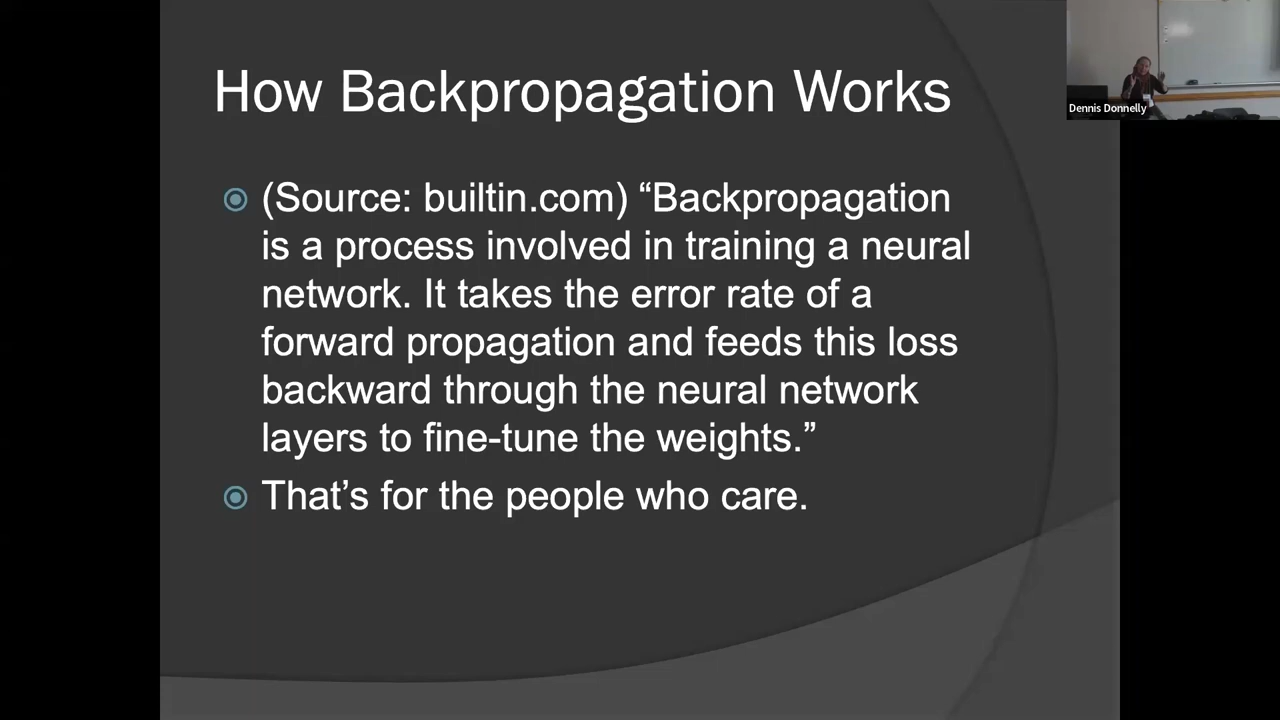 How Backpropagation Works
(Source: builtin.com) “Backpropagation
is a process involved in training a neural
network. It takes the error rate of a
forward propagation and feeds this loss
backward through the neural network
layers to fine-tune the weights.”
That’s for the people who care.
Dennis Donnelly